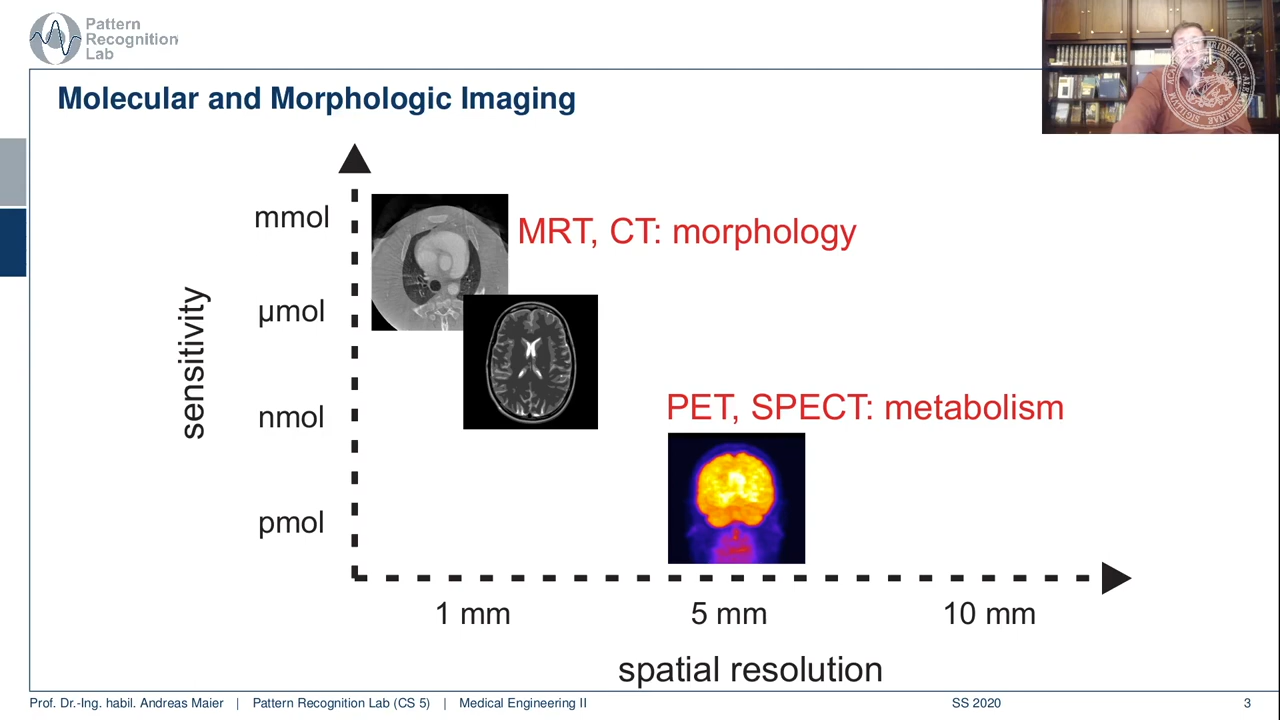 Pattern
Recognition
Lab
Molecular and Morphologic Imaging
mmol
MRT, CT: morphology
µmol
sensitivity
nmol
PET, SPECT: metabolism
pmol
1 mm
5 mm
10 mm
spatial resolution
Prof. Dr.-Ing. habil. Andreas Maier | Pattern Recognition Lab (CS 5) | Medical Engineering II
SS 2020
3